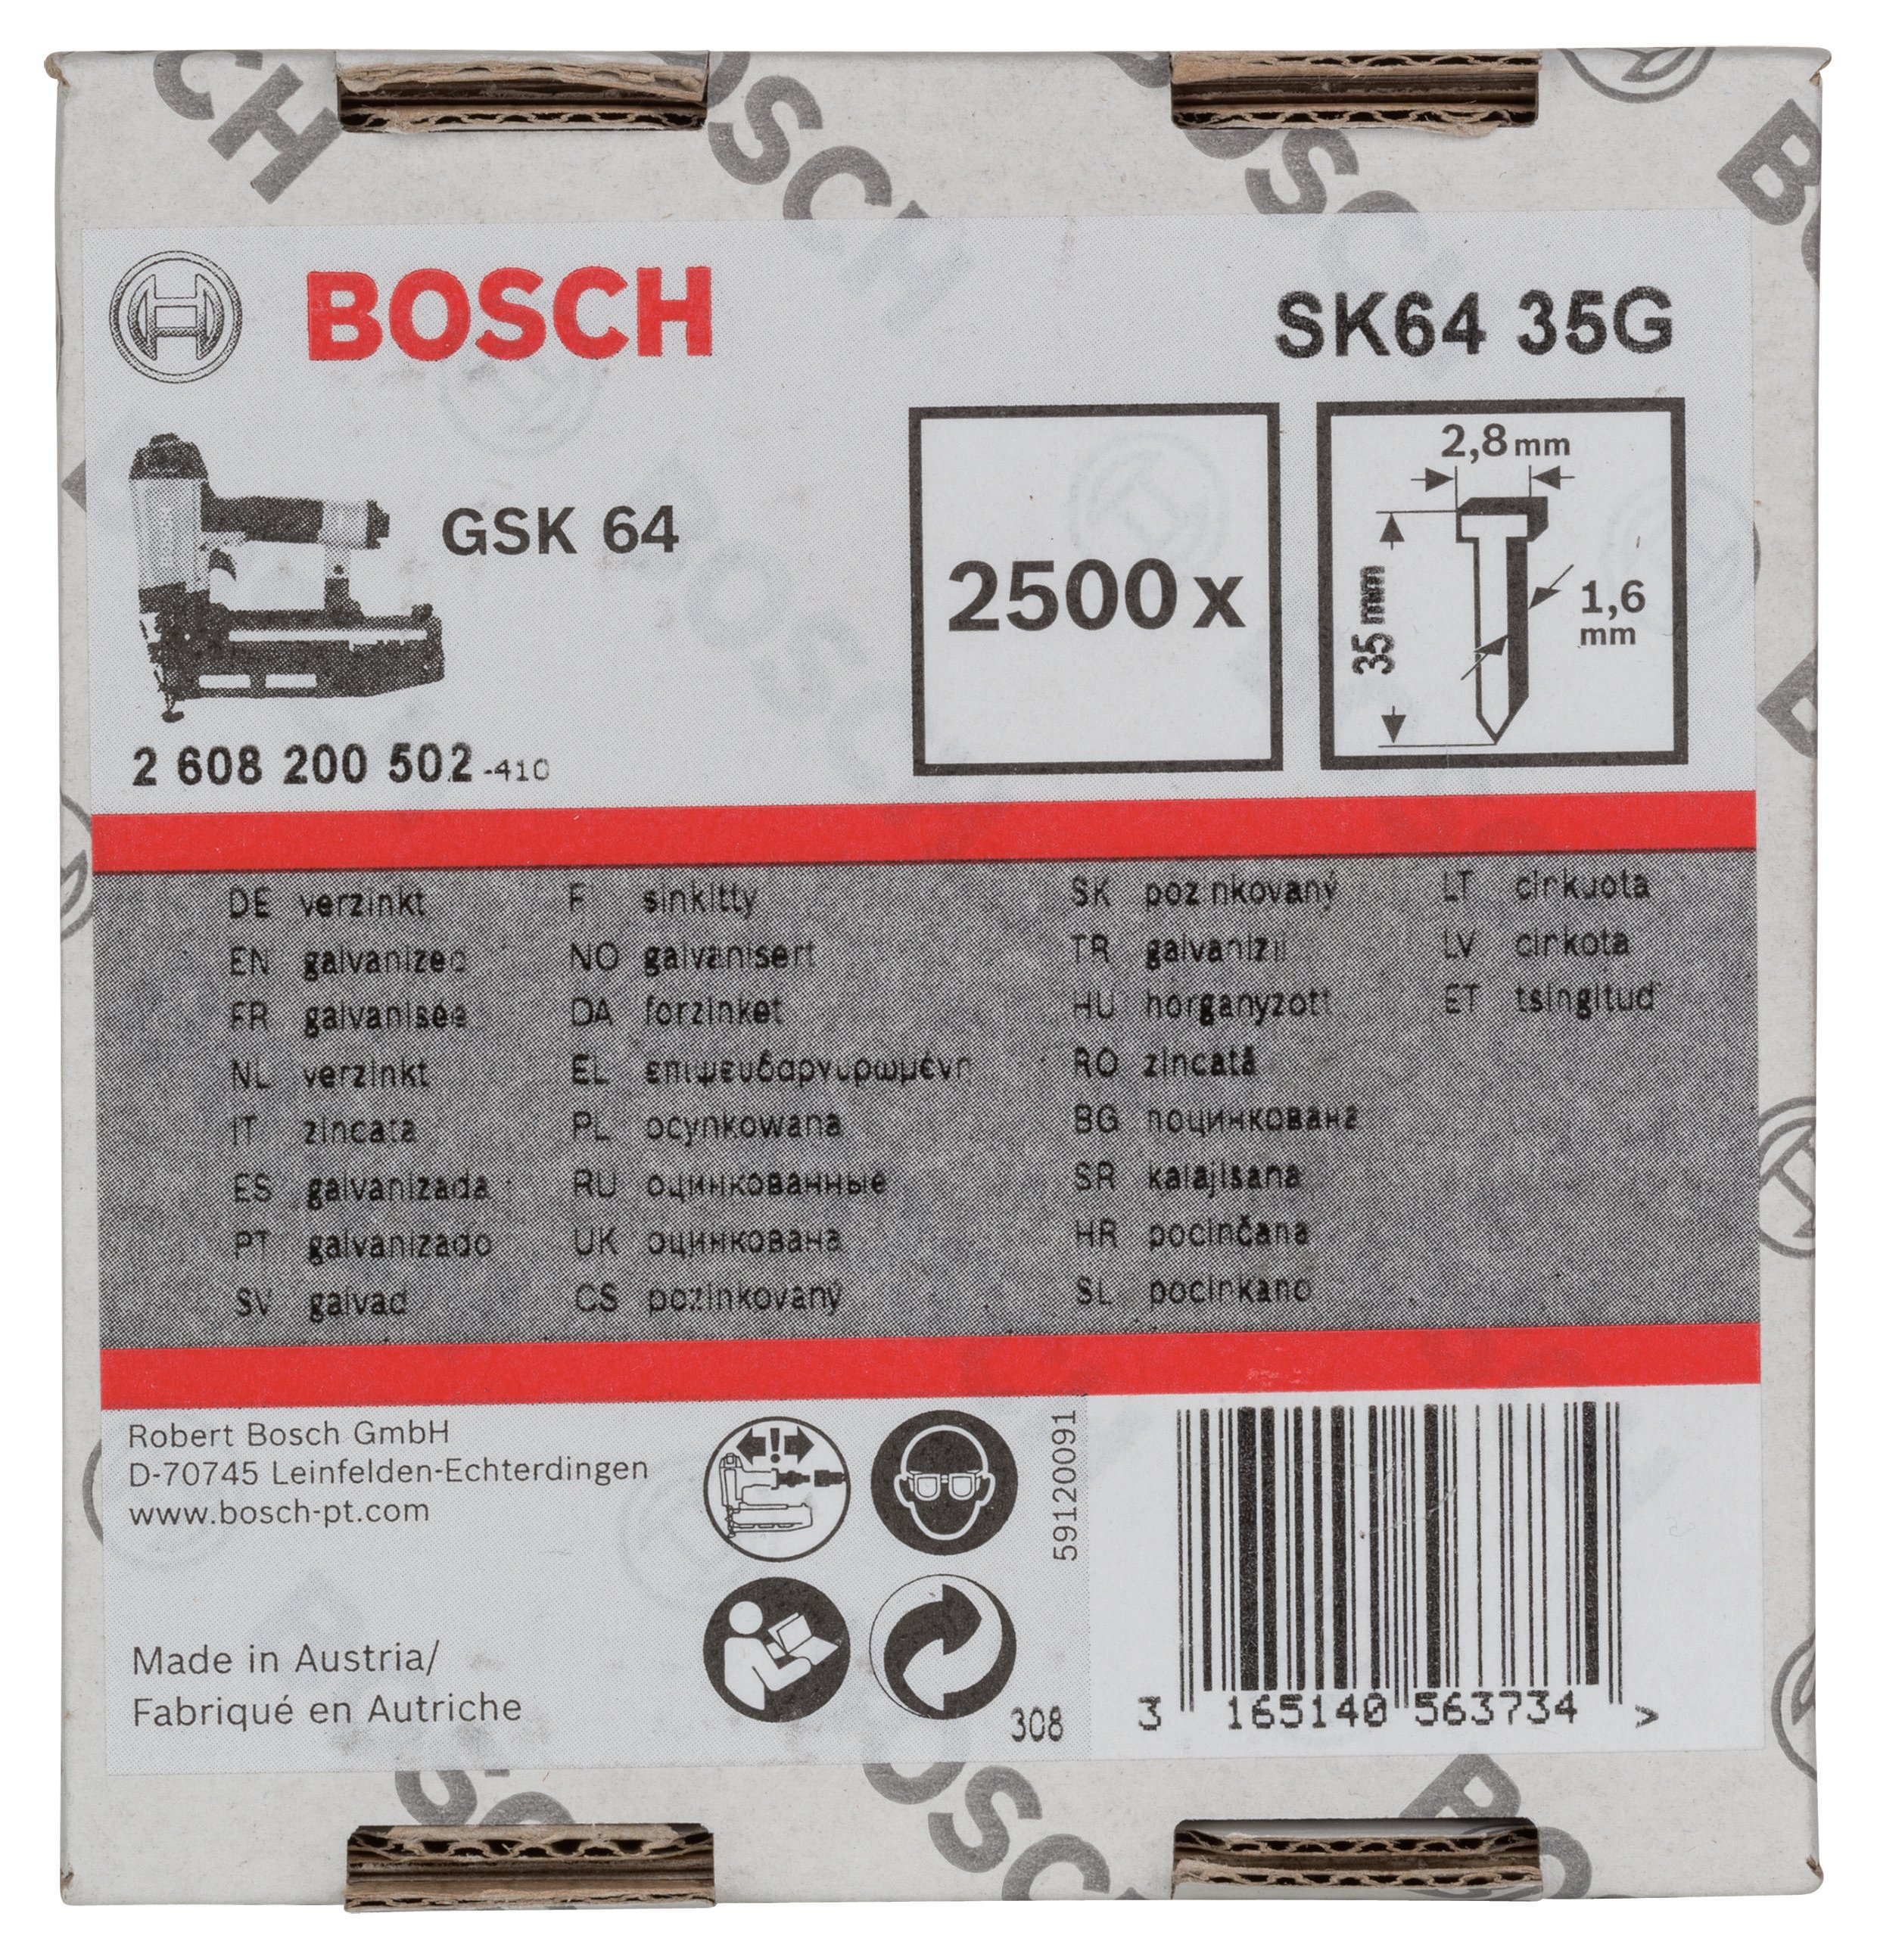 BOSCH
SK64 35G
GSK 64
2500 x
2,8 mm
35 mm
1,6
mm
2 608 200 502 -410
DE verzinkt
EN galvanized
FR galvanisée
NL verzinkt
IT zincata
ES galvanizada
PT galvanizado
SV galvad
F sinkitty
NO galvanisert
DA forzinket
EL επιψευδαργυρωμένη
PL ocynkowana
RU оцинкованные
UK оцинкована
CS pozinkovaný
SK pozinkovaný
TR galvanizli
HU horganyzott
RO zincată
BG поцинкована
SR kalajisana
HR pocinčana
SL pocinkano
LT cinkuota
LV cinkota
ET tsingitud
Robert Bosch GmbH
D-70745 Leinfelden-Echterdingen
www.bosch-pt.com
Made in Austria/
Fabriqué en Autriche
59120091
308
3 165140 563734 >